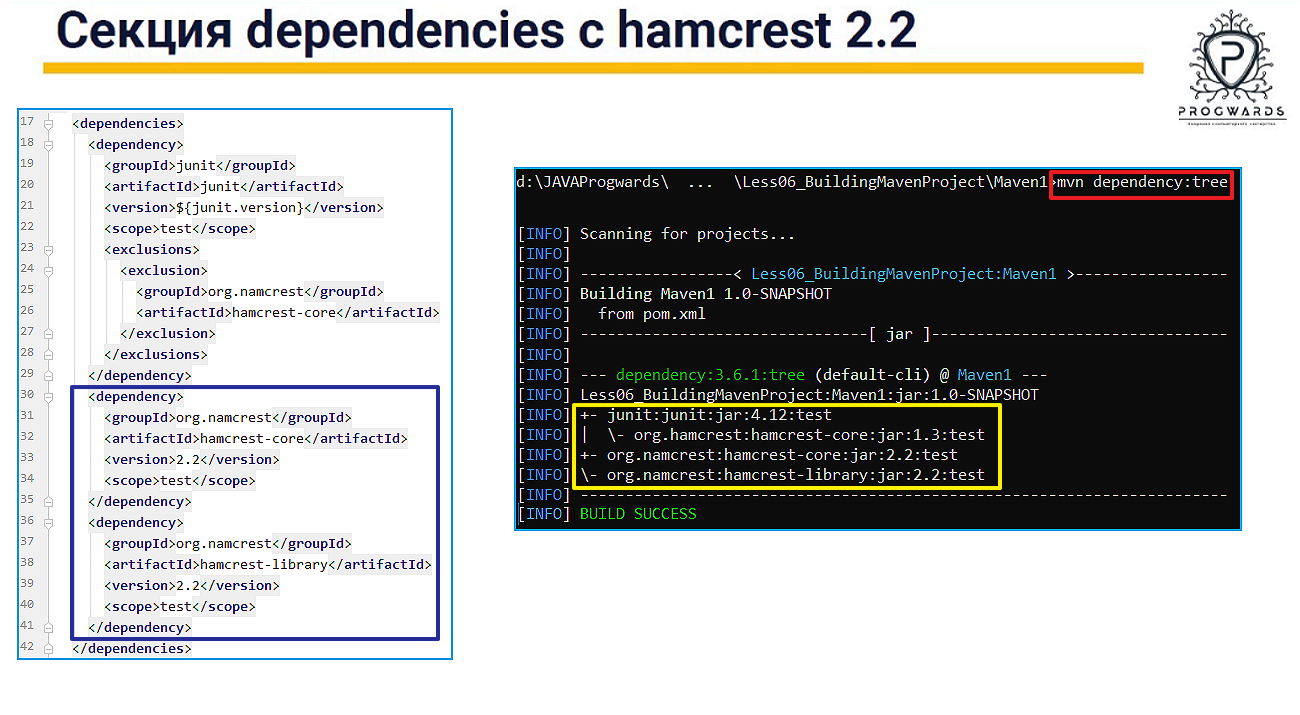 Секция dependencies с hamcrest 2.2
PROGWARDS
17 <dependencies>
18 <dependency>
19 <groupId>junit</groupId>
20 <artifactId>junit</artifactId>
21 <version>${junit.version}</version>
22 <scope>test</scope>
23 <exclusions>
24 <exclusion>
25 <groupId>org.namcrest</groupId>
26 <artifactId>hamcrest-core</artifactId>
27 </exclusion>
28 </exclusions>
29 </dependency>
30 <dependency>
31 <groupId>org.namcrest</groupId>
32 <artifactId>hamcrest-core</artifactId>
33 <version>2.2</version>
34 <scope>test</scope>
35 </dependency>
36 <dependency>
37 <groupId>org.namcrest</groupId>
38 <artifactId>hamcrest-library</artifactId>
39 <version>2.2</version>
40 <scope>test</scope>
41 </dependency>
42 </dependencies>
d:\JAVAProgwards\ ... \Less06_BuildingMavenProject\Maven1>mvn dependency:tree
[INFO] Scanning for projects...
[INFO]
[INFO] -----------------< Less06_BuildingMavenProject:Maven1 >-----------------
[INFO] Building Maven1 1.0-SNAPSHOT
[INFO]   from pom.xml
[INFO] --------------------------------[ jar ]---------------------------------
[INFO]
[INFO] --- dependency:3.6.1:tree (default-cli) @ Maven1 ---
[INFO] Less06_BuildingMavenProject:Maven1:jar:1.0-SNAPSHOT
[INFO] +- junit:junit:jar:4.12:test
[INFO] |  \- org.hamcrest:hamcrest-core:jar:1.3:test
[INFO] +- org.namcrest:hamcrest-core:jar:2.2:test
[INFO] \- org.namcrest:hamcrest-library:jar:2.2:test
[INFO] ------------------------------------------------------------------------
[INFO] BUILD SUCCESS